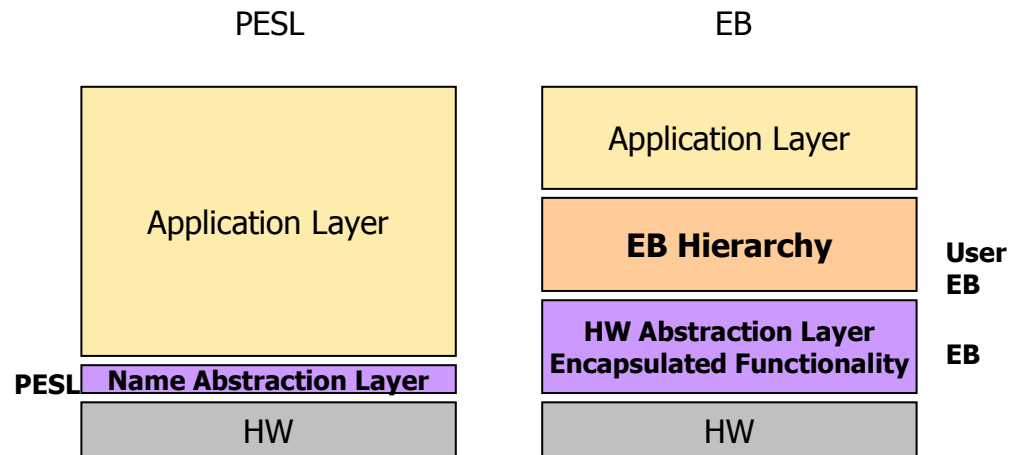 PESL
EB
Application Layer
PESL
Name Abstraction Layer
HW
Application Layer
EB Hierarchy
User
EB
HW Abstraction Layer
Encapsulated Functionality
EB
HW